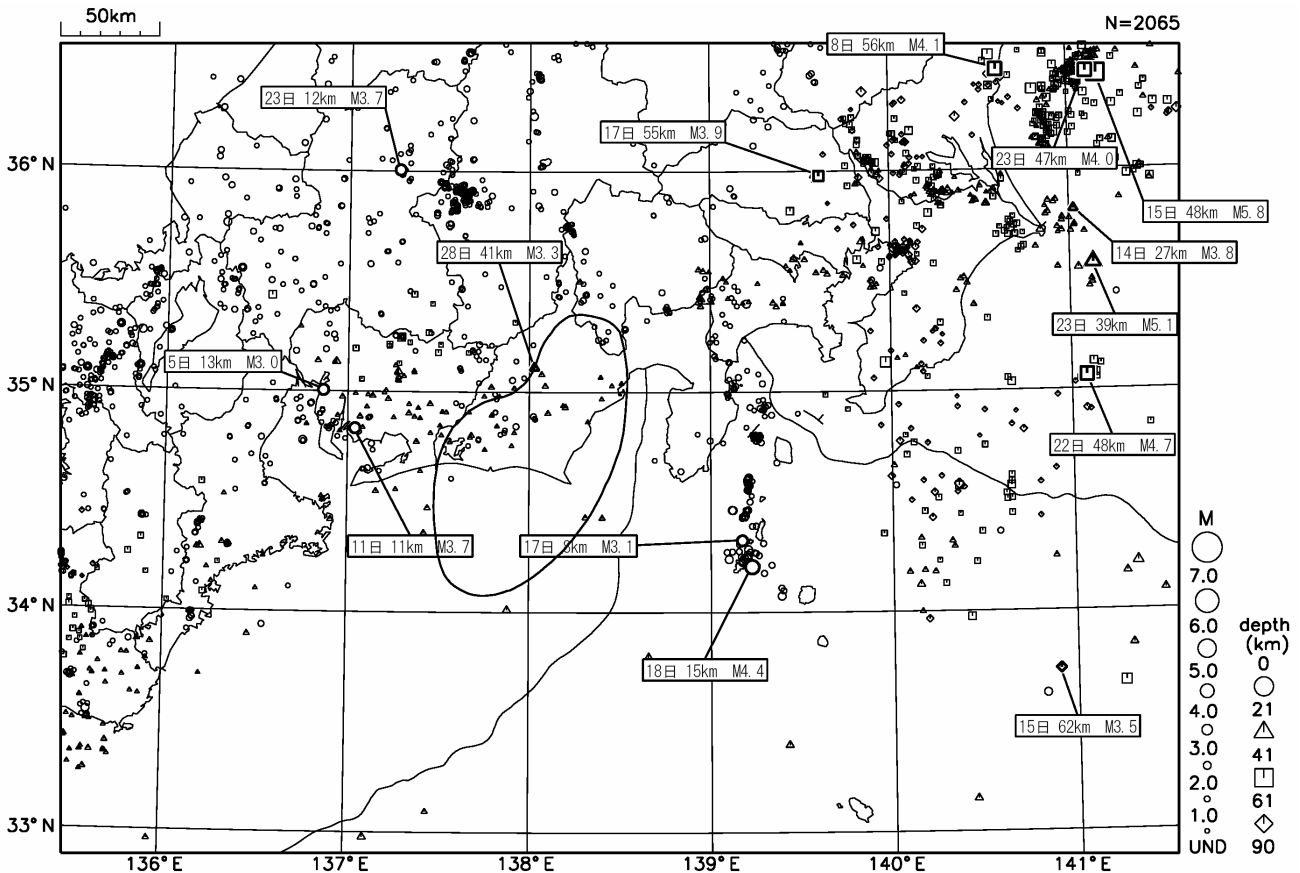 50km
N=2065
8日 56km M4.1
23日 12km M3.7
17日 55km M3.9
36°N
23日 47km M4.0
15日 48km M5.8
28日 41km M3.3
14日 27km M3.8
23日 39km M5.1
5日 13km M3.0
35°N
22日 48km M4.7
11日 11km M3.7
17日 8km M3.1
34°N
18日 15km M4.4
15日 62km M3.5
33°N
136°E
137°E
138°E
139°E
140°E
141°E
M
7.0
6.0
5.0
4.0
3.0
2.0
1.0
UND
depth
(km)
0
21
41
61
90